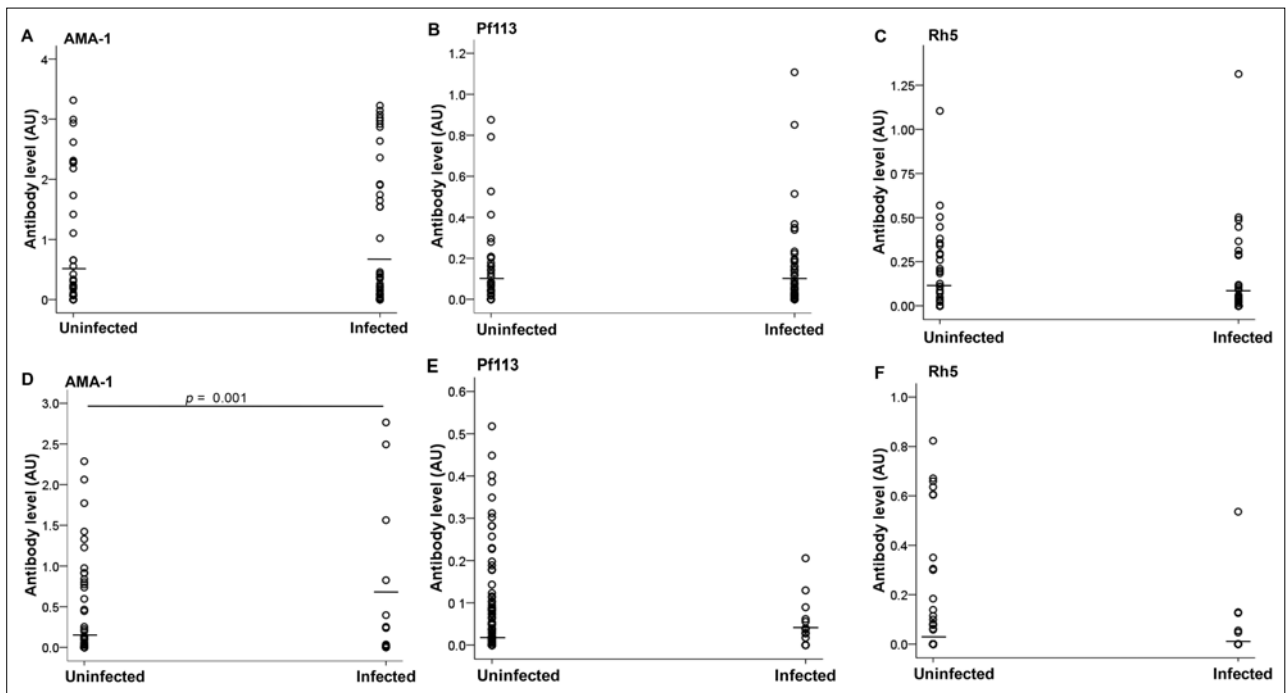 A AMA-1
Antibody level (AU)
4
3
2
1
0
Uninfected Infected
B Pf113
Antibody level (AU)
1.2
1.0
0.8
0.6
0.4
0.2
0.0
Uninfected Infected
C Rh5
Antibody level (AU)
1.25
1.00
0.75
0.50
0.25
0.00
Uninfected Infected
D AMA-1
p = 0.001
Antibody level (AU)
3.0
2.5
2.0
1.5
1.0
0.5
0.0
Uninfected Infected
E Pf113
Antibody level (AU)
0.6
0.5
0.4
0.3
0.2
0.1
0.0
Uninfected Infected
F Rh5
Antibody level (AU)
1.0
0.8
0.6
0.4
0.2
0.0
Uninfected Infected